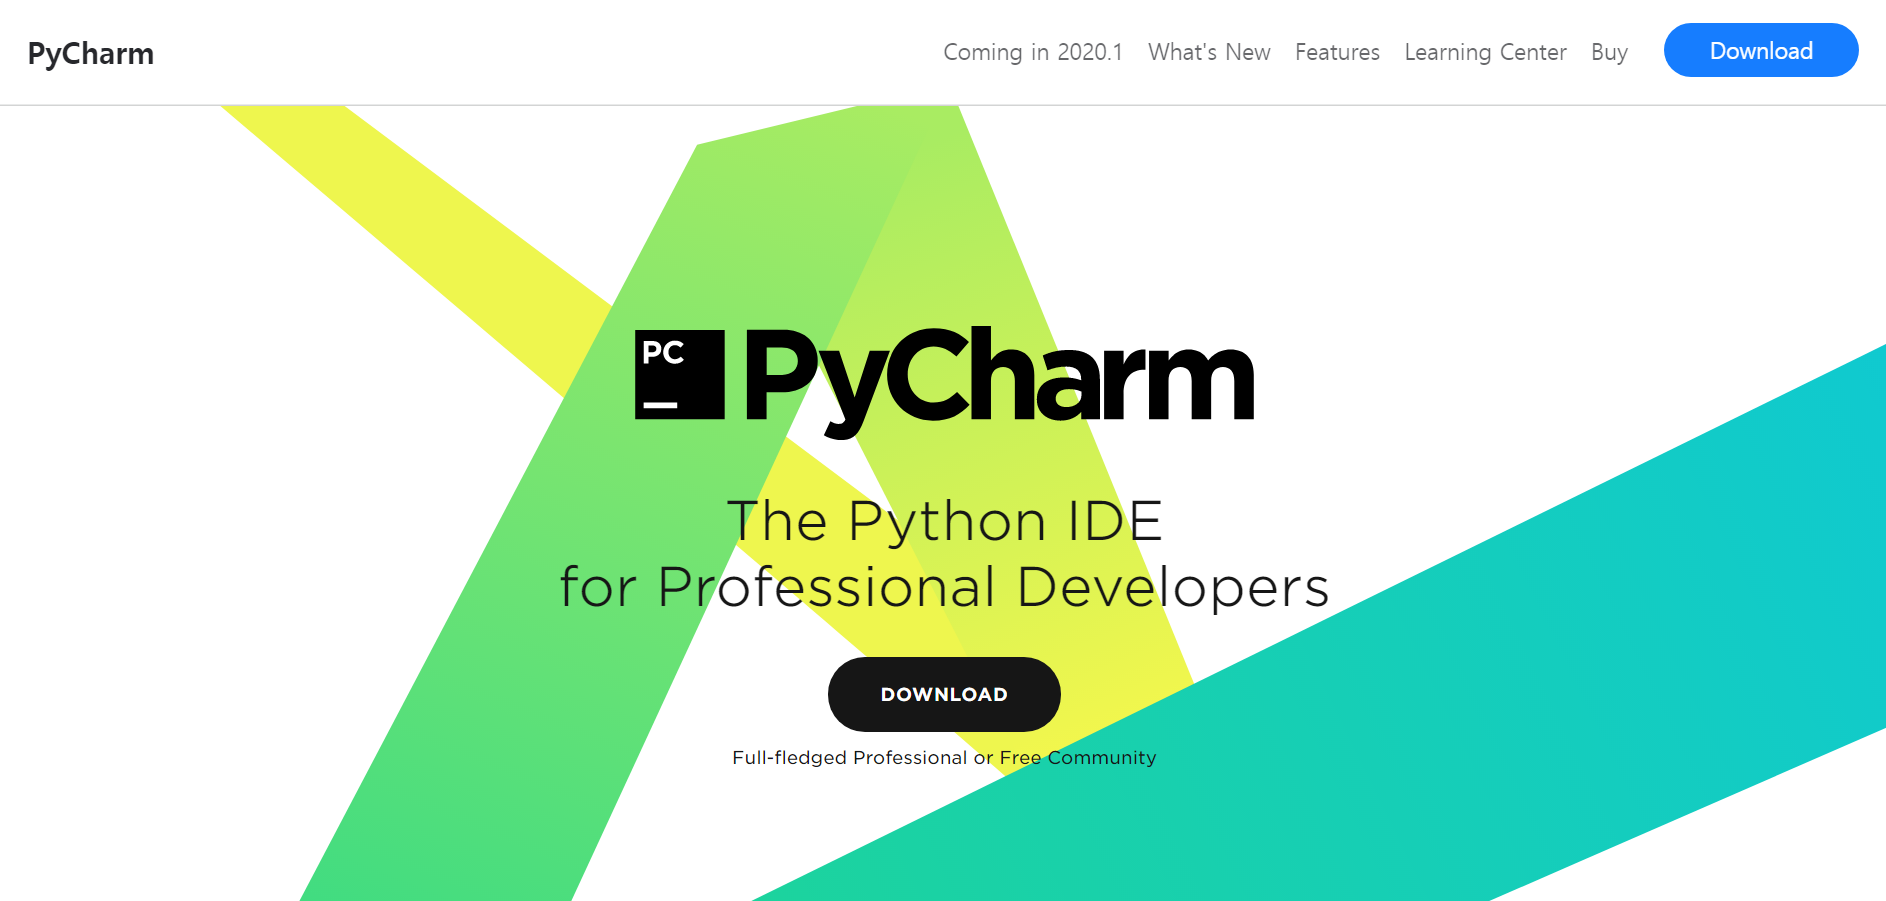 PyCharm
Coming in 2020.1 What's New Features Learning Center Buy Download
PC
PyCharm
The Python IDE
for Professional Developers
DOWNLOAD
Full-fledged Professional or Free Community